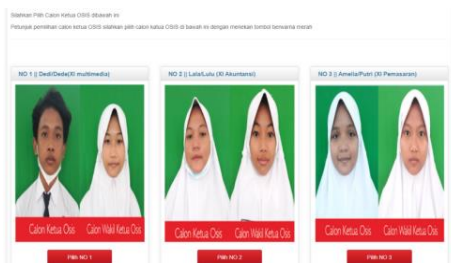 Silahkan Pilih Calon Ketua OSIS dibawah ini
Petunjuk pemilihan calon ketua OSIS silahkan pilih calon katua OSIS di bawah ini dengan menekan tombol berwarna merah
NO 1 || Dedi/Deda(XI multimedia)
NO 2 || Lala/Lulu (XI Akuntansi)
NO 3 || Amelia/Putri (XI Pemasaran)
Calon Ketua Osis Calon Wakil Ketua Osis
Calon Ketua Osis Calon Wakil Ketua Osis
Calon Ketua Osis Calon Wakil Ketua Osis
Pilih NO 1
Pilih NO 2
Pilih NO 3